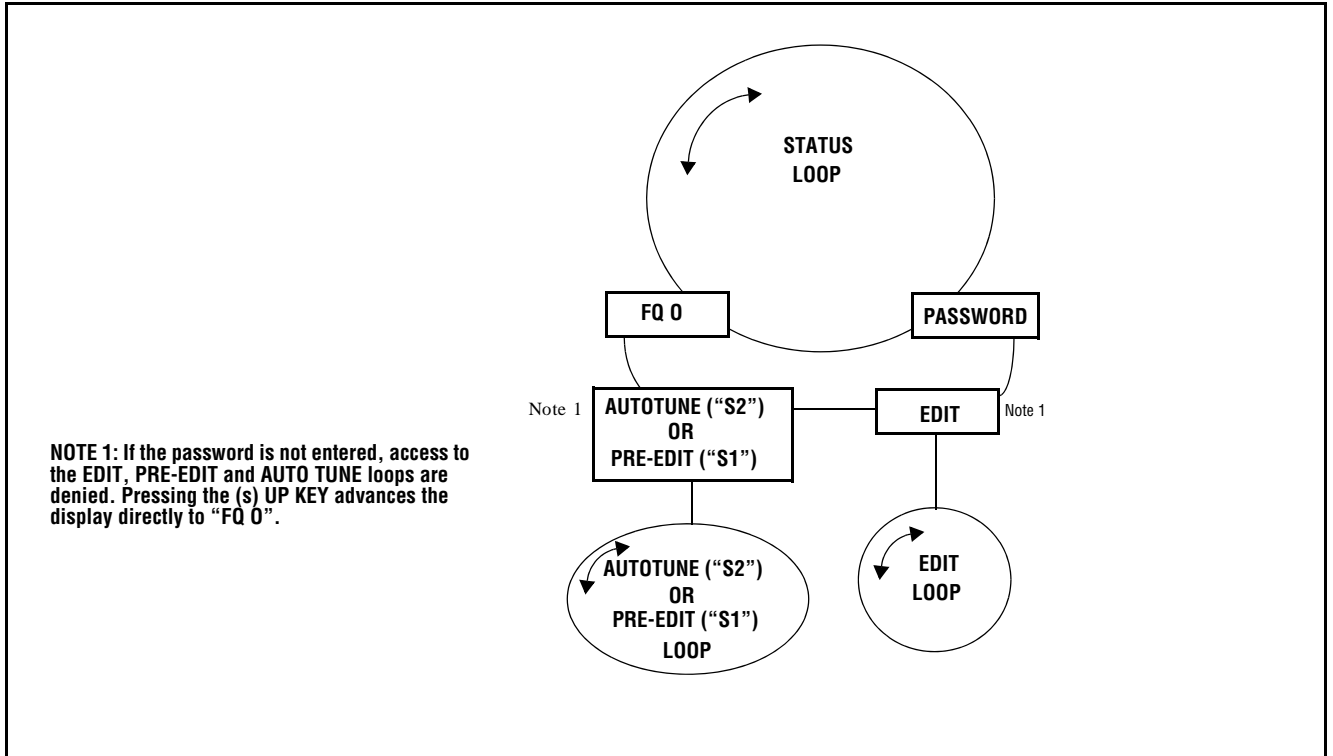 STATUS
LOOP
FQ 0
PASSWORD
Note 1
AUTOTUNE (“S2”)
OR
PRE-EDIT (“S1”)
EDIT
Note 1
NOTE 1: If the password is not entered, access to
the EDIT, PRE-EDIT and AUTO TUNE loops are
denied. Pressing the (s) UP KEY advances the
display directly to “FQ 0”.
AUTOTUNE (“S2”)
OR
PRE-EDIT (“S1”)
LOOP
EDIT
LOOP